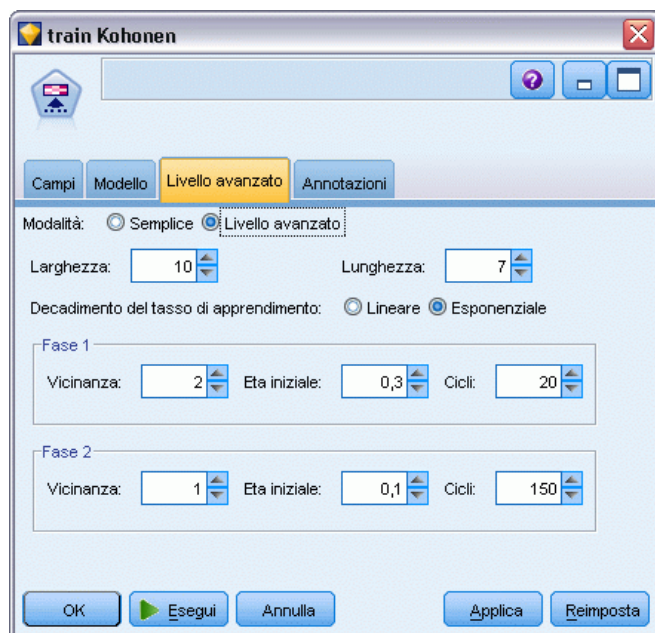 train Kohonen
Campi Modello Livello avanzato Annotazioni
Modalità: Semplice Livello avanzato
Larghezza: 10 Lunghezza: 7
Decadimento del tasso di apprendimento: Lineare Esponenziale
Fase 1
Vicinanza: 2 Eta iniziale: 0,3 Cicli: 20
Fase 2
Vicinanza: 1 Eta iniziale: 0,1 Cicli: 150
OK Esegui Annulla Applica Reimposta